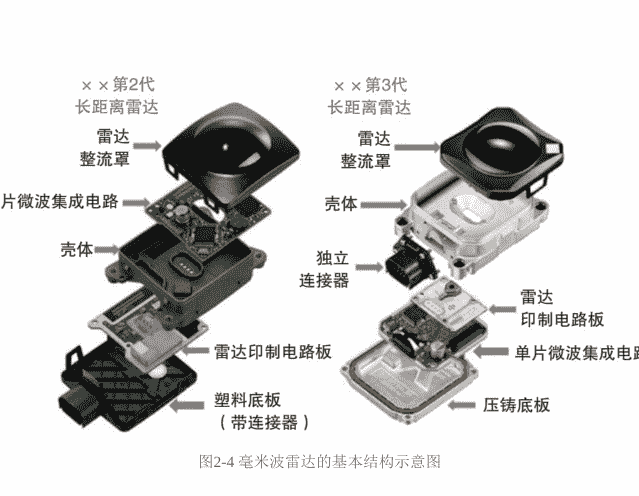 ××第2代
长距离雷达
雷达
整流罩
片微波集成电路
壳体
雷达印制电路板
塑料底板
（带连接器）
××第3代
长距离雷达
雷达
整流罩
壳体
独立
连接器
雷达
印制电路板
单片微波集成电路
压铸底板
图2-4 毫米波雷达的基本结构示意图